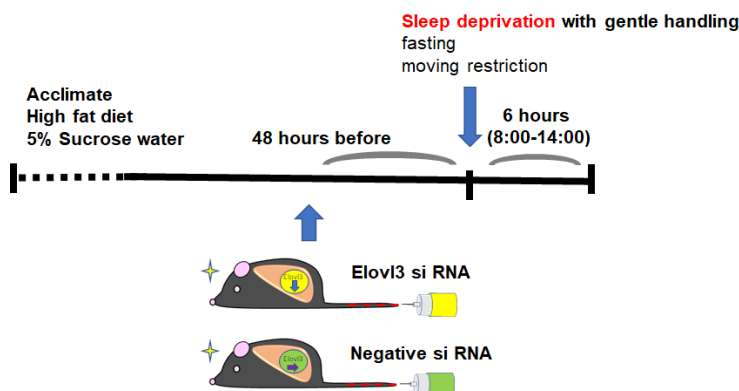 Sleep deprivation with gentle handling
fasting
moving restriction
Acclimate
High fat diet
5% Sucrose water
48 hours before
6 hours
(8:00-14:00)
Elovl3
Elovl3 si RNA
Elovl3
Negative si RNA